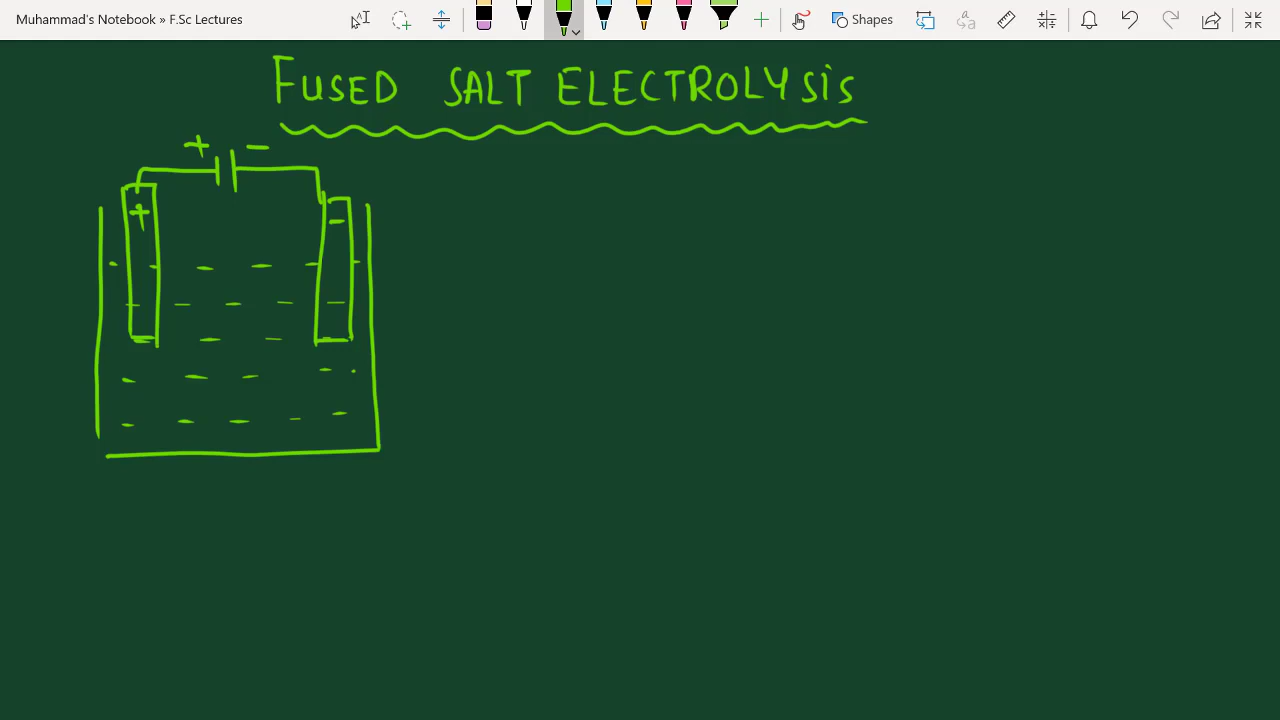 Muhammad's Notebook » F.Sc Lectures
Shapes
FUSED SALT ELECTROLYSiS
+ −
+ −